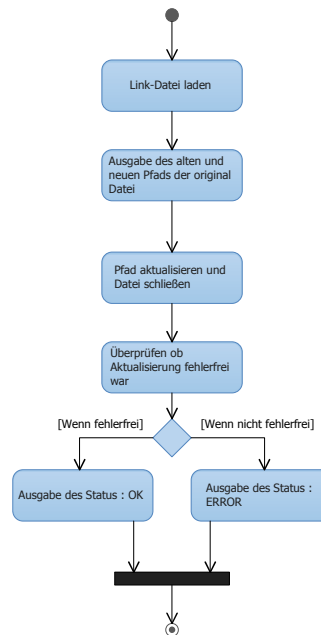 Link-Datei laden
Ausgabe des alten und
neuen Pfads der original
Datei
Pfad aktualisieren und
Datei schließen
Überprüfen ob
Aktualisierung fehlerfrei
war
[Wenn fehlerfrei]
[Wenn nicht fehlerfrei]
Ausgabe des Status : OK
Ausgabe des Status :
ERROR